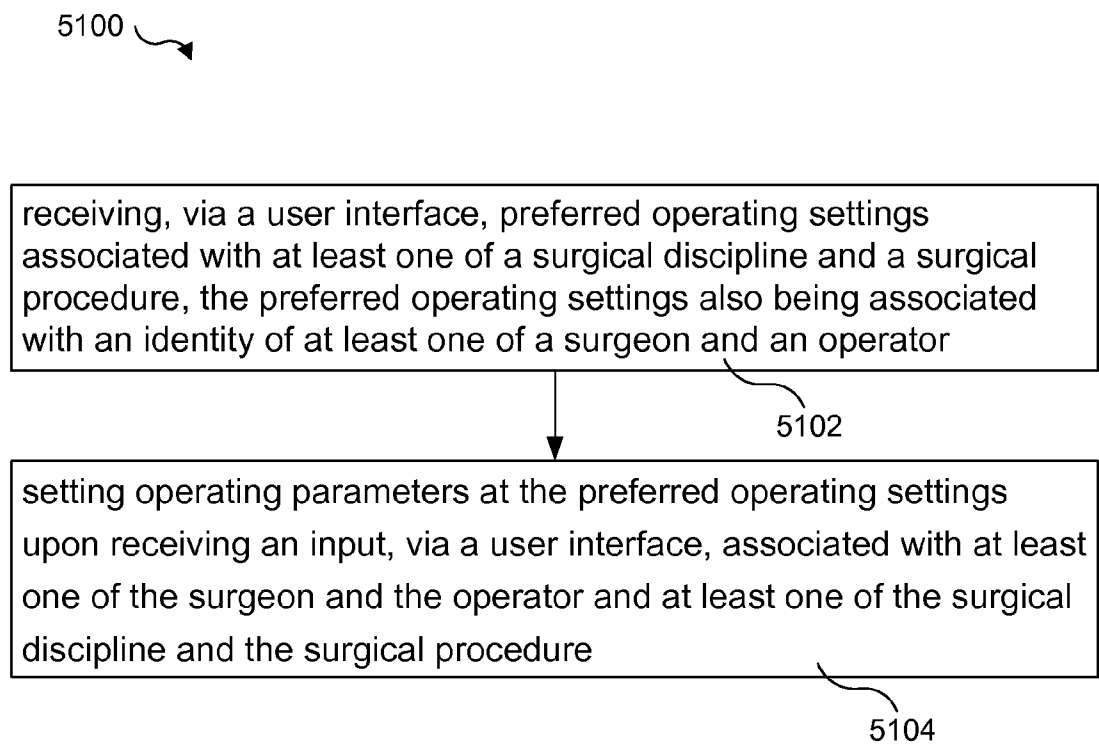 5100
receiving, via a user interface, preferred operating settings
associated with at least one of a surgical discipline and a surgical
procedure, the preferred operating settings also being associated
with an identity of at least one of a surgeon and an operator
5102
setting operating parameters at the preferred operating settings
upon receiving an input, via a user interface, associated with at least
one of the surgeon and the operator and at least one of the surgical
discipline and the surgical procedure
5104